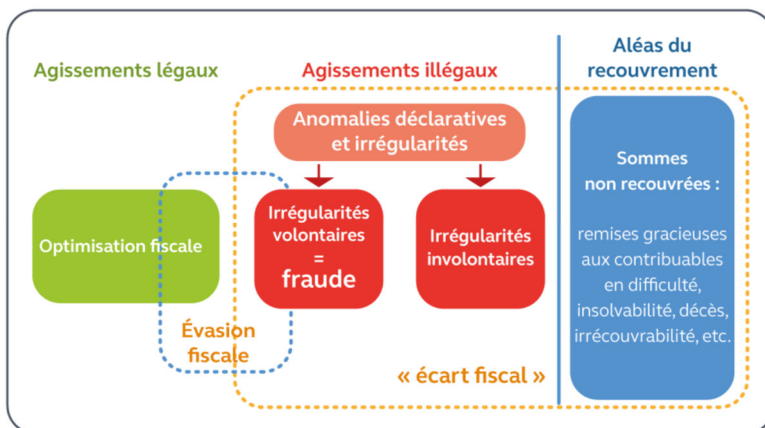 Agissements légaux
Agissements illégaux
Aléas du
recouvrement
Anomalies déclaratives
et irrégularités
Optimisation fiscale
Irrégularités
volontaires
=
fraude
Irrégularités
involontaires
Sommes
non recouvrées :
remises gracieuses
aux contribuables
en difficulté,
insolvabilité, décès,
irrécouvrabilité, etc.
Évasion
fiscale
« écart fiscal »